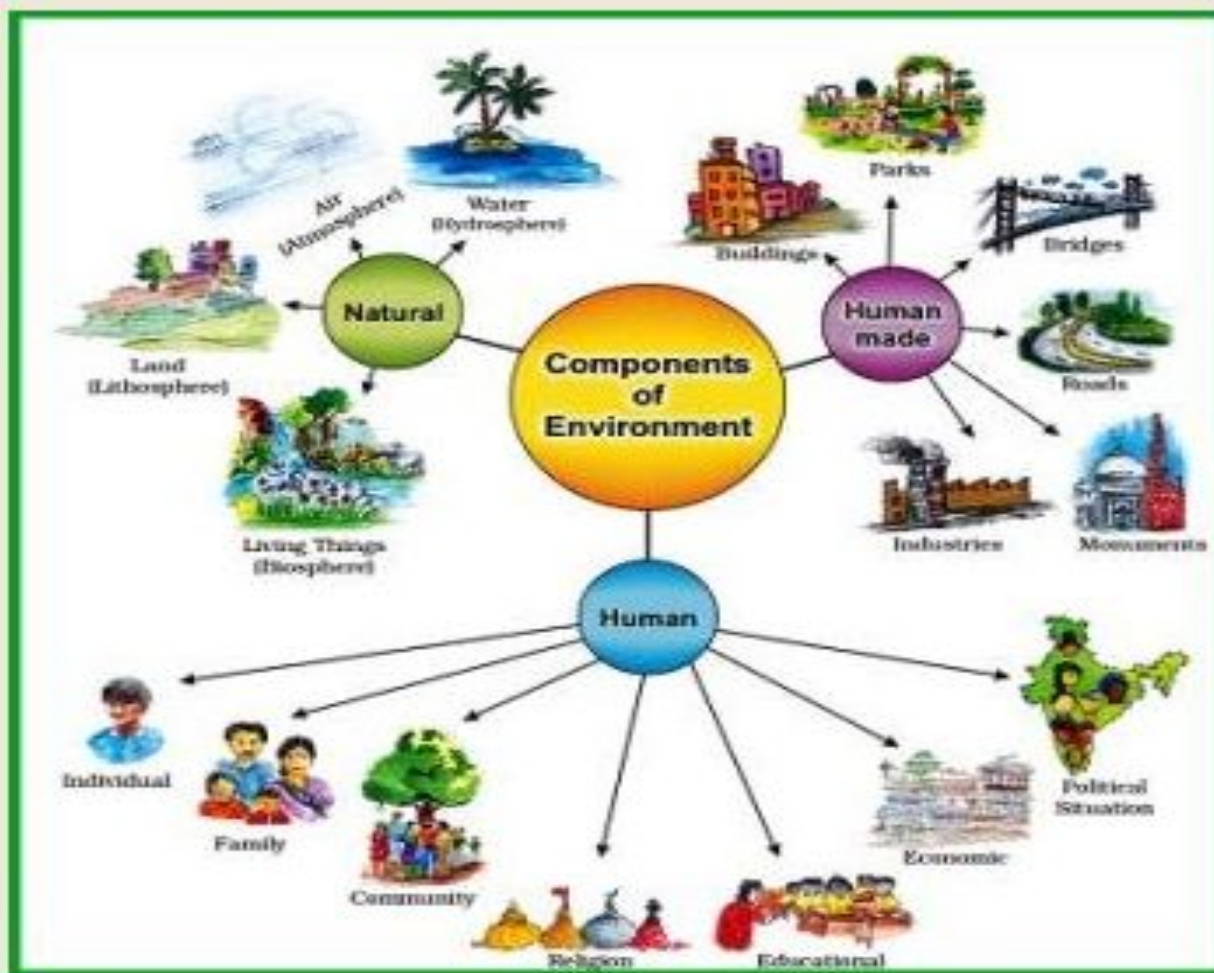 Components
of
Environment
Natural
Air
(Atmosphere)
Water
(Hydrosphere)
Land
(Lithosphere)
Living Things
(Biosphere)
Human
made
Buildings
Parks
Bridges
Roads
Industries
Monuments
Human
Individual
Family
Community
Religion
Educational
Economic
Political
Situation